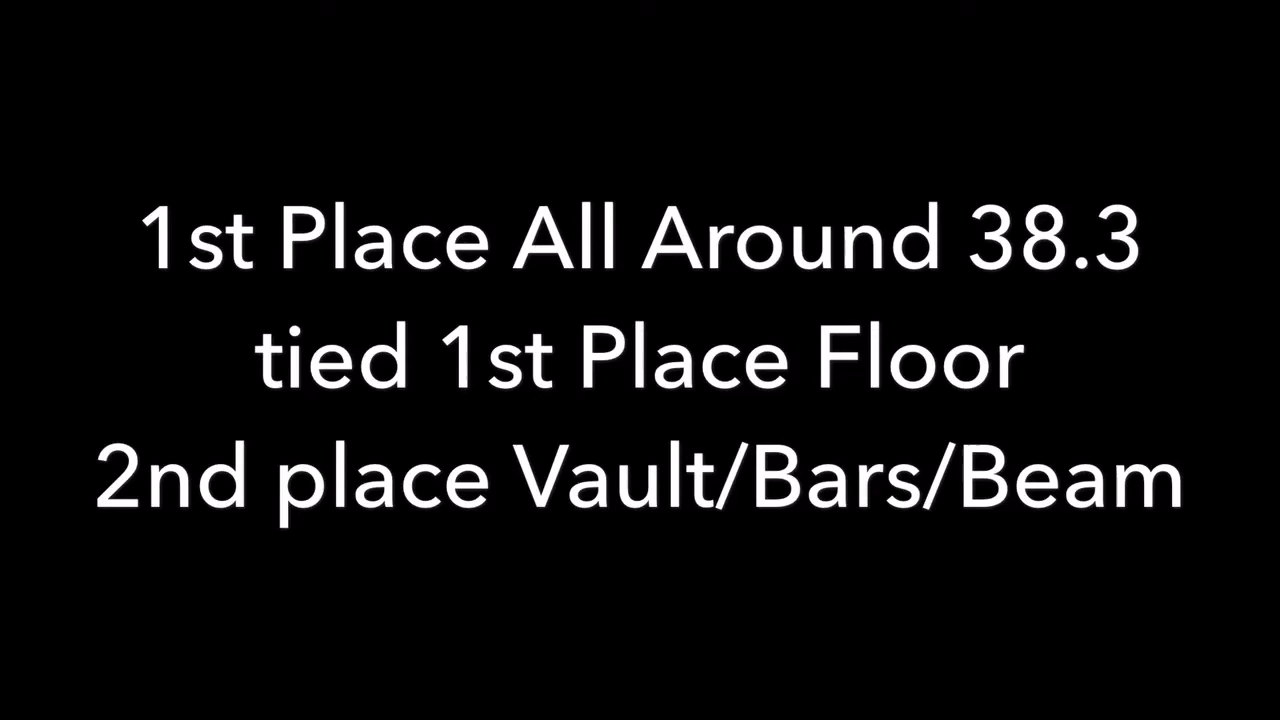 1st Place All Around 38.3
tied 1st Place Floor
2nd place Vault/Bars/Beam